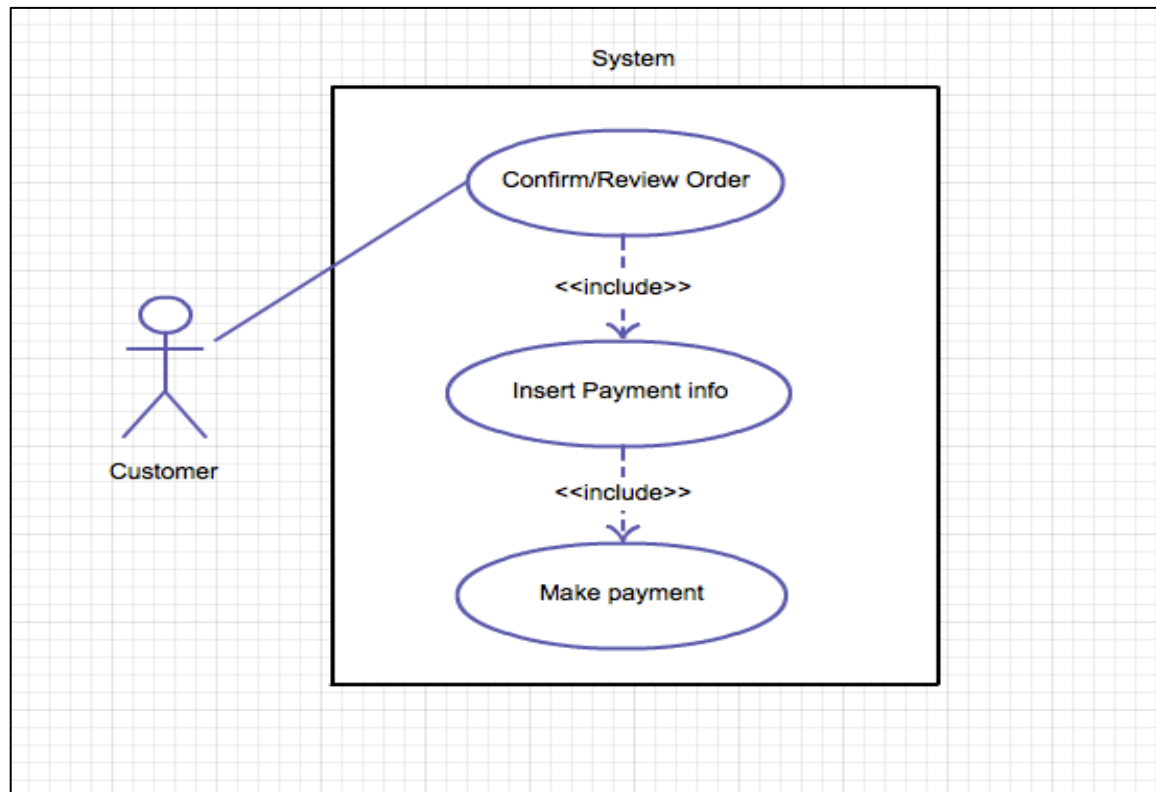 System
Confirm/Review Order
<<include>>
Insert Payment info
<<include>>
Customer
Make payment